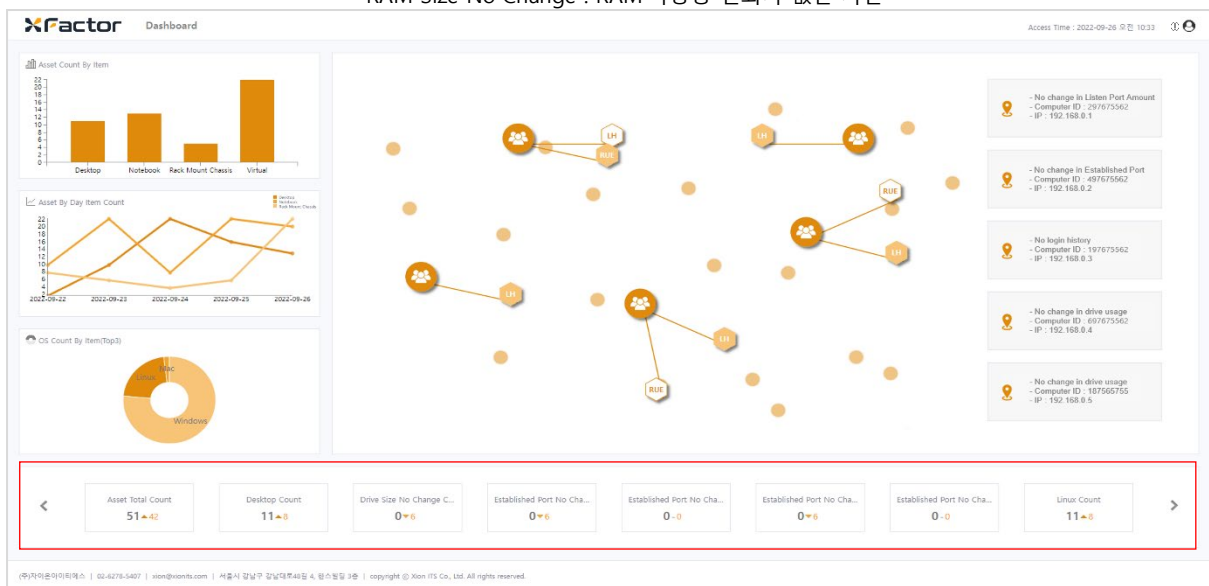 RAM Size No Change : RAM 사용량 변화가 없는 자산
XFactor
Dashboard
Access Time : 2022-09-26 오전 10:33
Asset Count By Item
22
20
18
16
14
12
10
8
6
4
2
0
Desktop Notebook Rack Mount Chassis Virtual
Asset By Day Item Count
Desktop
Notebook
Rack Mount Chassis
22
20
18
16
14
12
10
8
6
4
2
2022-09-22 2022-09-23 2022-09-24 2022-09-25 2022-09-26
OS Count By Item(Top3)
Mac
Linux
Windows
LH
RUE
LH
RUE
LH
LH
LH
RUE
- No change in Listen Port Amount
- Computer ID : 297675562
- IP : 192.168.0.1
- No change in Established Port
- Computer ID : 497675562
- IP : 192.168.0.2
- No login history
- Computer ID : 197675562
- IP : 192.168.0.3
- No change in drive usage
- Computer ID : 697675562
- IP : 192.168.0.4
- No change in drive usage
- Computer ID : 187565755
- IP : 192.168.0.5
Asset Total Count
51▲42
Desktop Count
11▲8
Drive Size No Change C...
0▼6
Established Port No Cha...
0▼6
Established Port No Cha...
0-0
Established Port No Cha...
0▼6
Established Port No Cha...
0-0
Linux Count
11▲8
(주)자이온아이티에스 | 02-6278-5407 | xion@xionits.com | 서울시 강남구 강남대로48길 4, 3층 | copyright ⓒ Xion ITS Co., Ltd. All rights reserved.